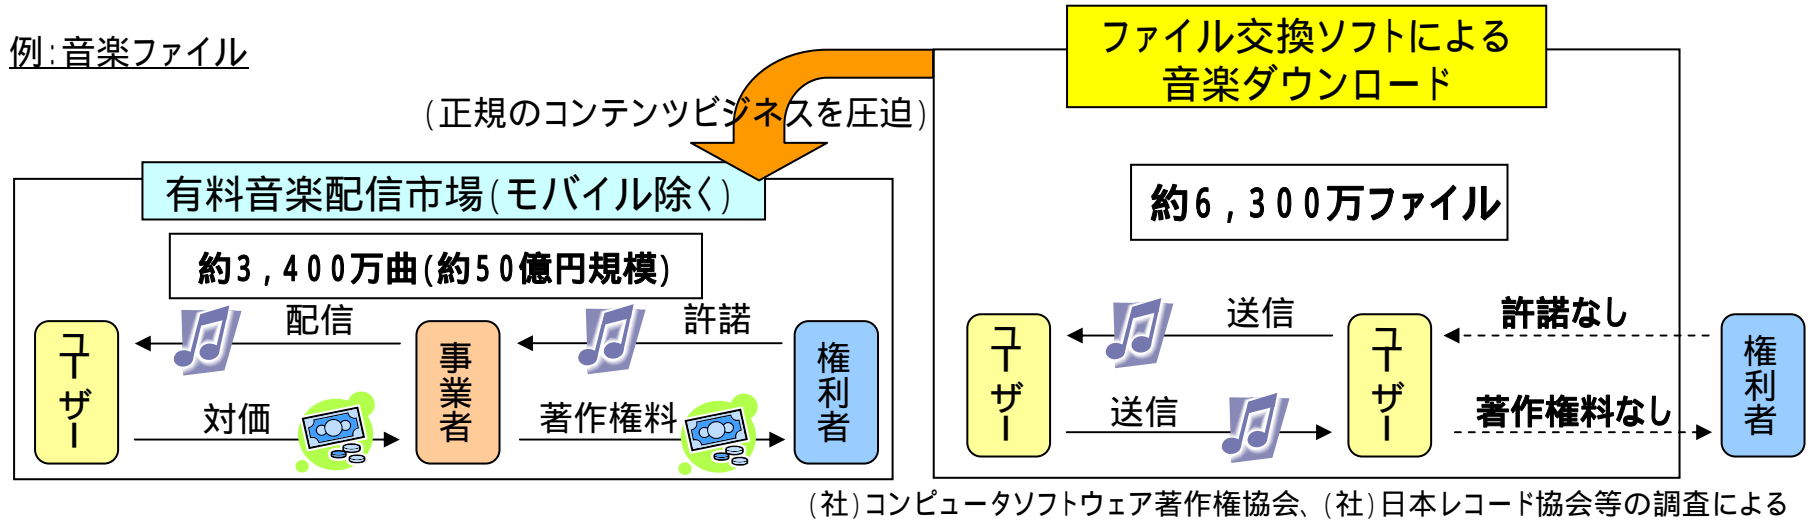 例:音楽ファイル
ファイル交換ソフトによる
音楽ダウンロード
(正規のコンテンツビジネスを圧迫)
有料音楽配信市場(モバイル除く)
約3,400万曲(約50億円規模)
配信
許諾
ユーザー
事業者
権利者
対価
著作権料
約6,300万ファイル
送信
許諾なし
ユーザー
ユーザー
権利者
送信
著作権料なし
(社)コンピュータソフトウェア著作権協会、(社)日本レコード協会等の調査による